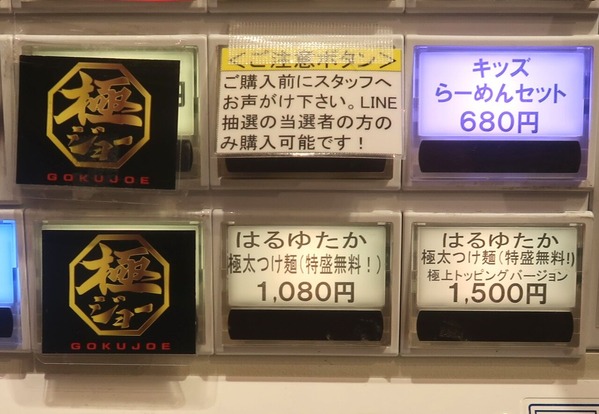 極
ジョー
GOKUJOE
＜ご注意ボタン＞
ご購入前にスタッフへ
お声がけ下さい。LINE
抽選の当選者の方の
み購入可能です！
キッズ
らーめんセット
680円
極
ジョー
GOKUJOE
はるゆたか
極太つけ麺(特盛無料！)
1,080円
はるゆたか
極太つけ麺(特盛無料!)
極上トッピングバージョン
1,500円